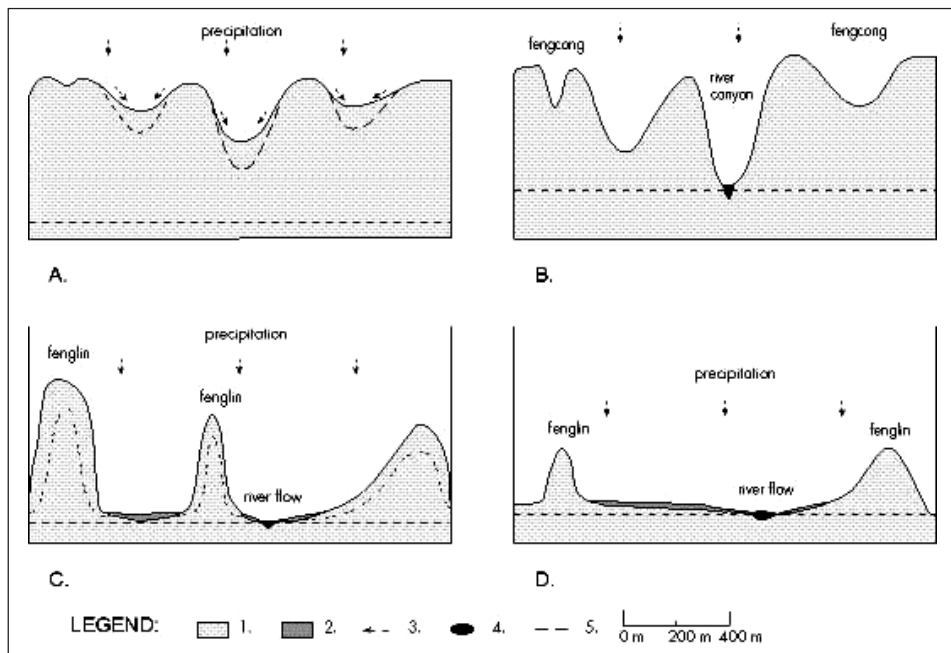 precipitation
A.
fengcong
fengcong
river
canyon
B.
precipitation
fenglin
fenglin
river flow
C.
precipitation
fenglin
fenglin
river flow
D.
LEGEND: 1. 2. 3. 4. 5. 0 m 200 m 400 m